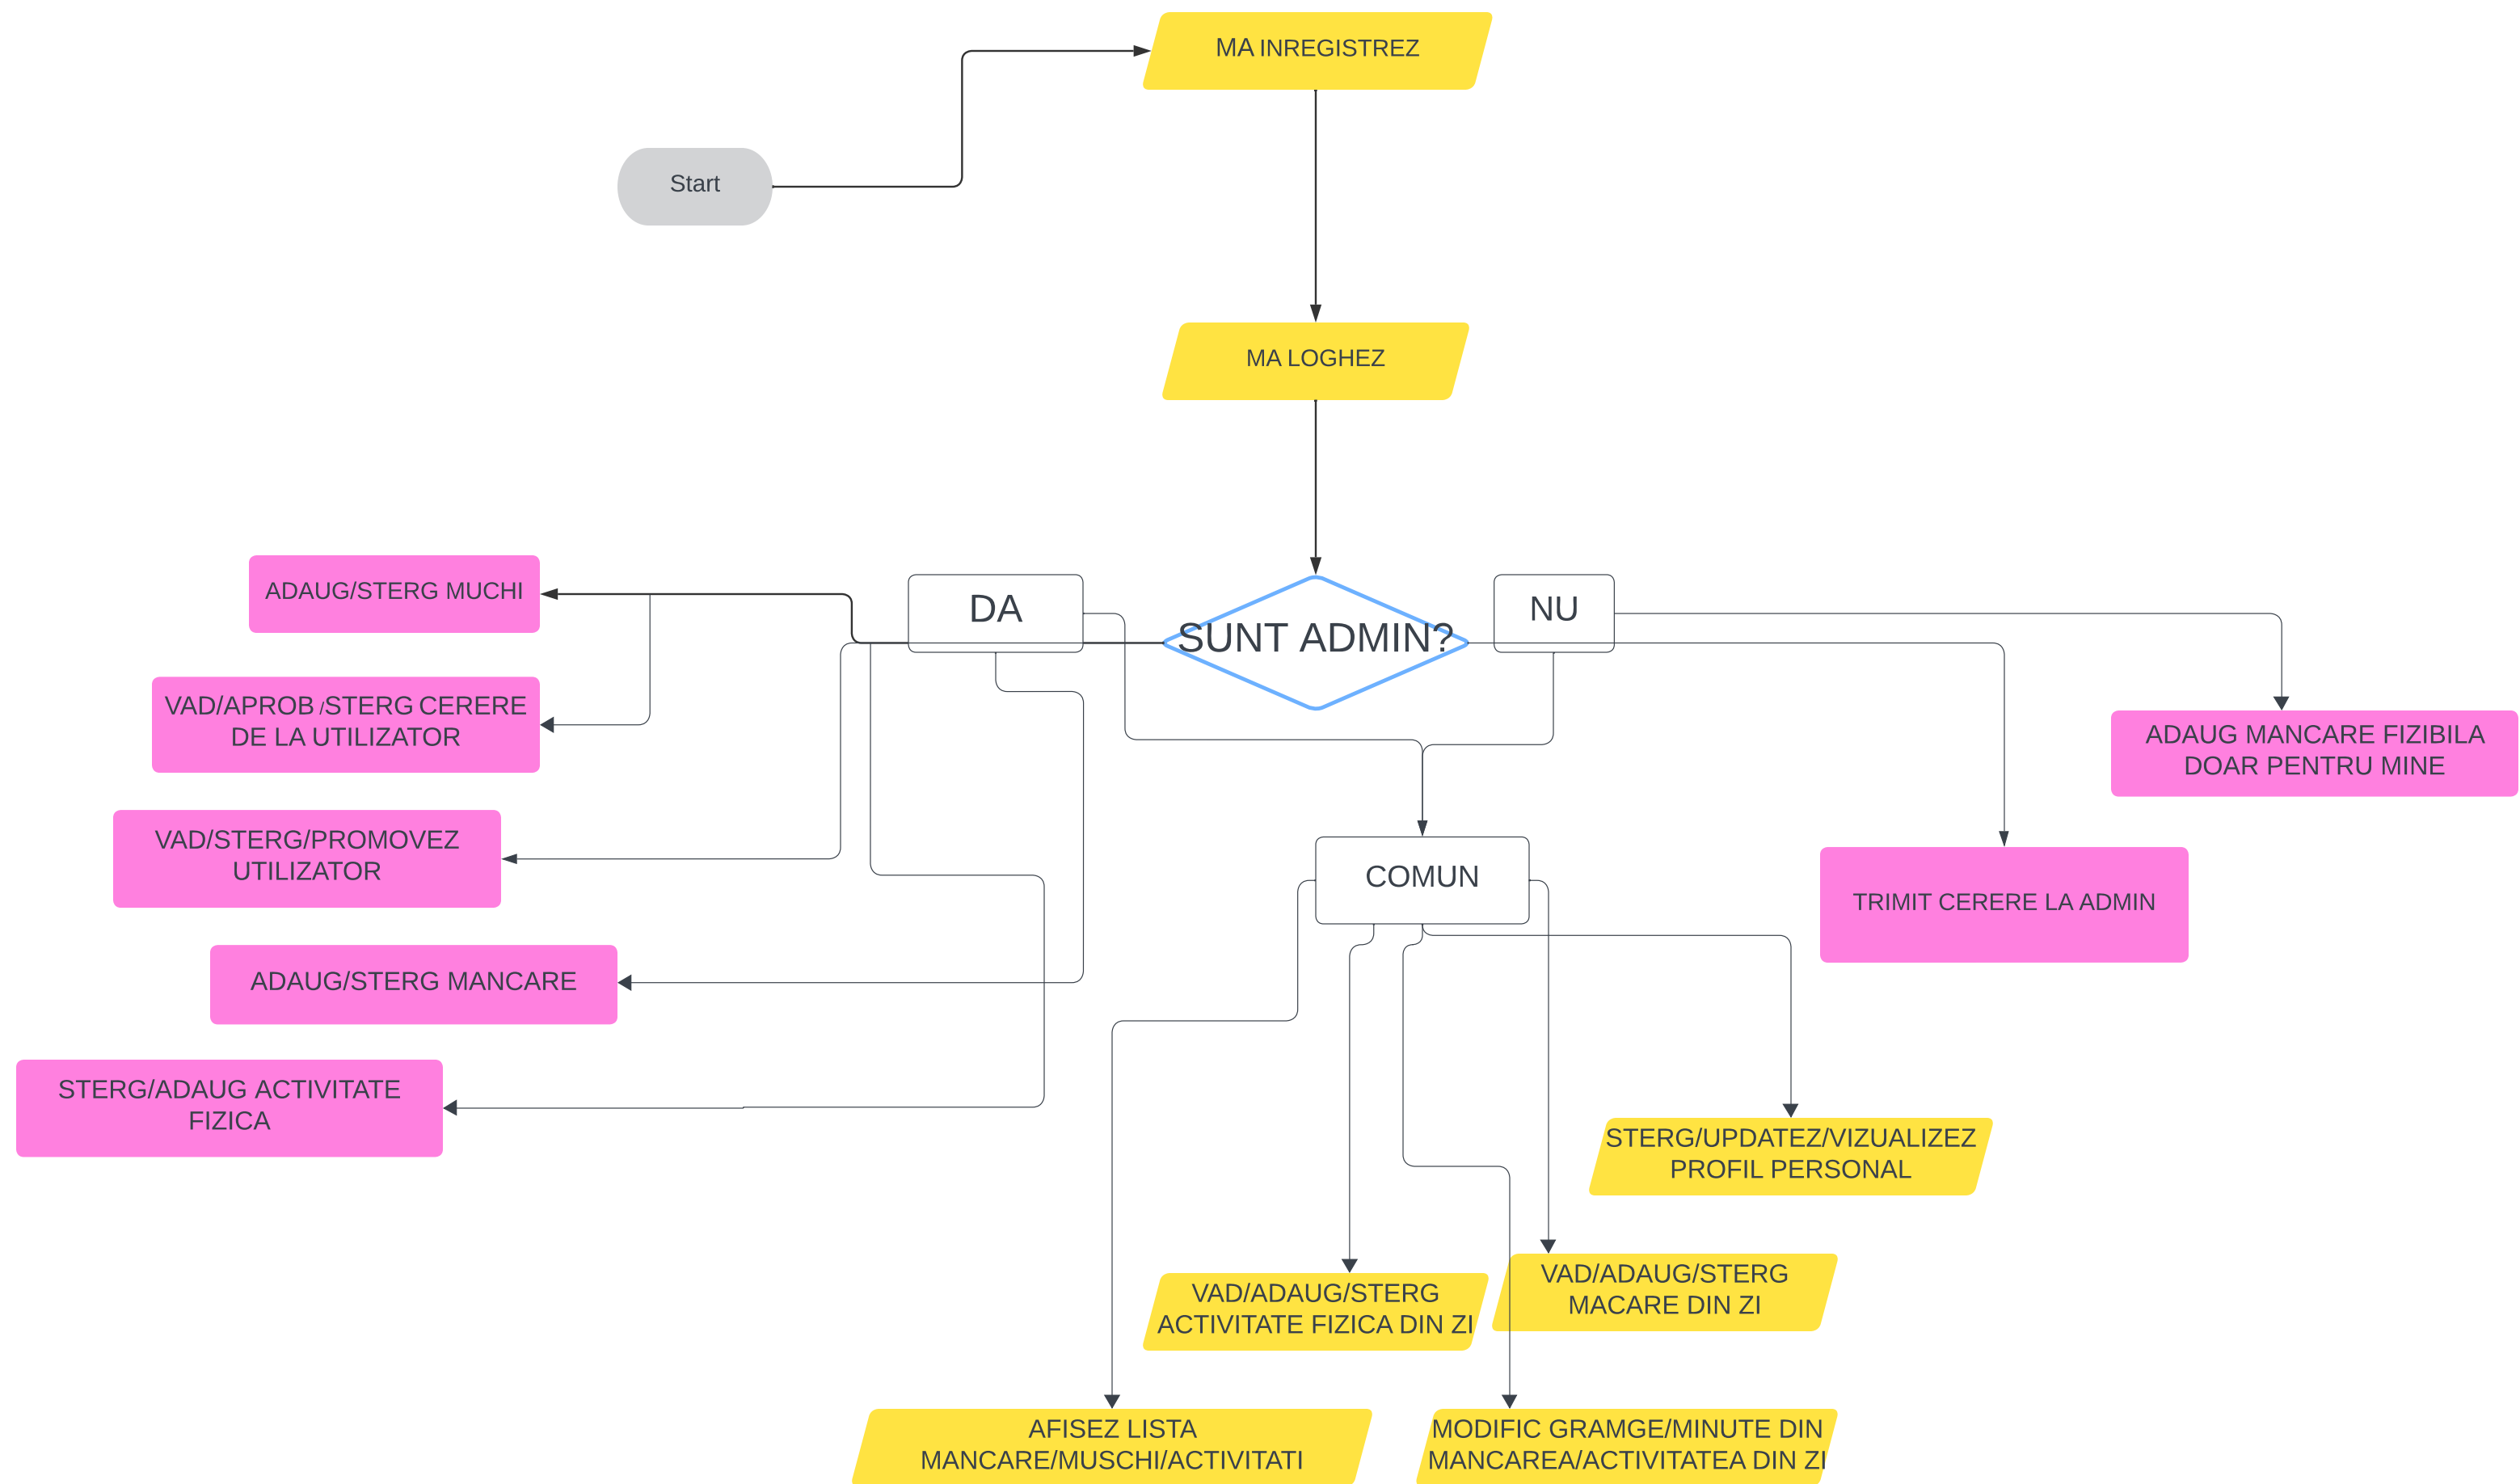 MA INREGISTREZ
Start
MA LOGHEZ
DA
SUNT ADMIN?
NU
ADAUG/STERG MUCHI
VAD/APROB /STERG CERERE
DE LA UTILIZATOR
ADAUG MANCARE FIZIBILA
DOAR PENTRU MINE
VAD/STERG/PROMOVEZ
UTILIZATOR
COMUN
TRIMIT CERERE LA ADMIN
ADAUG/STERG MANCARE
STERG/ADAUG ACTIVITATE
FIZICA
STERG/UPDATEZ/VIZUALIZEZ
PROFIL PERSONAL
VAD/ADAUG/STERG
ACTIVITATE FIZICA DIN ZI
VAD/ADAUG/STERG
MACARE DIN ZI
AFISEZ LISTA
MANCARE/MUSCHI/ACTIVITATI
MODIFIC GRAMGE/MINUTE DIN
MANCAREA/ACTIVITATEA DIN ZI